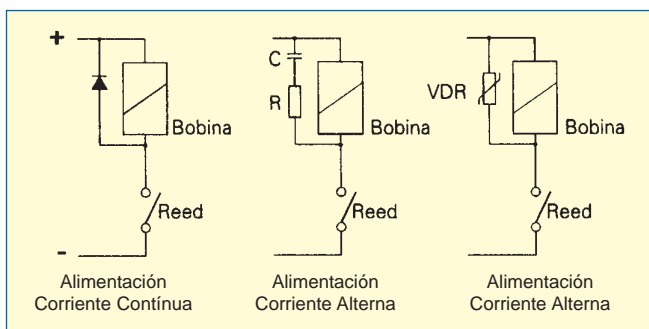 +
Bobina
Reed
-
Alimentación
Corriente Contínua
C
R
Bobina
Reed
Alimentación
Corriente Alterna
VDR
Bobina
Reed
Alimentación
Corriente Alterna